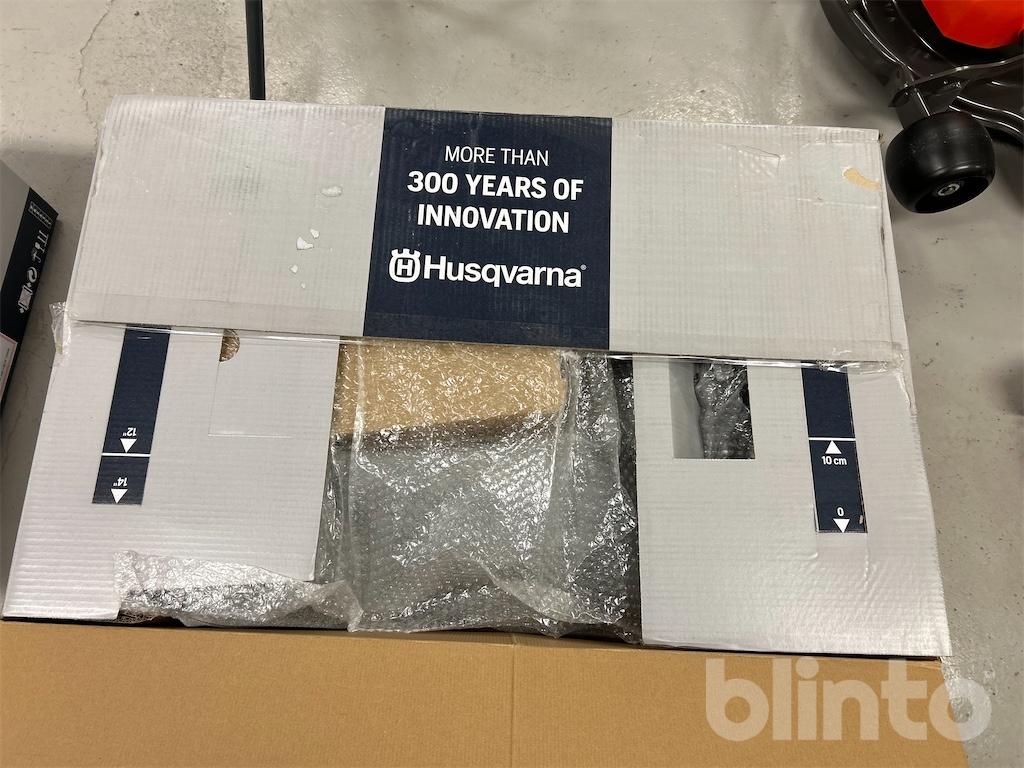 MORE THAN
300 YEARS OF
INNOVATION
Husqvarna®
12"
14"
10 cm
0
blinto